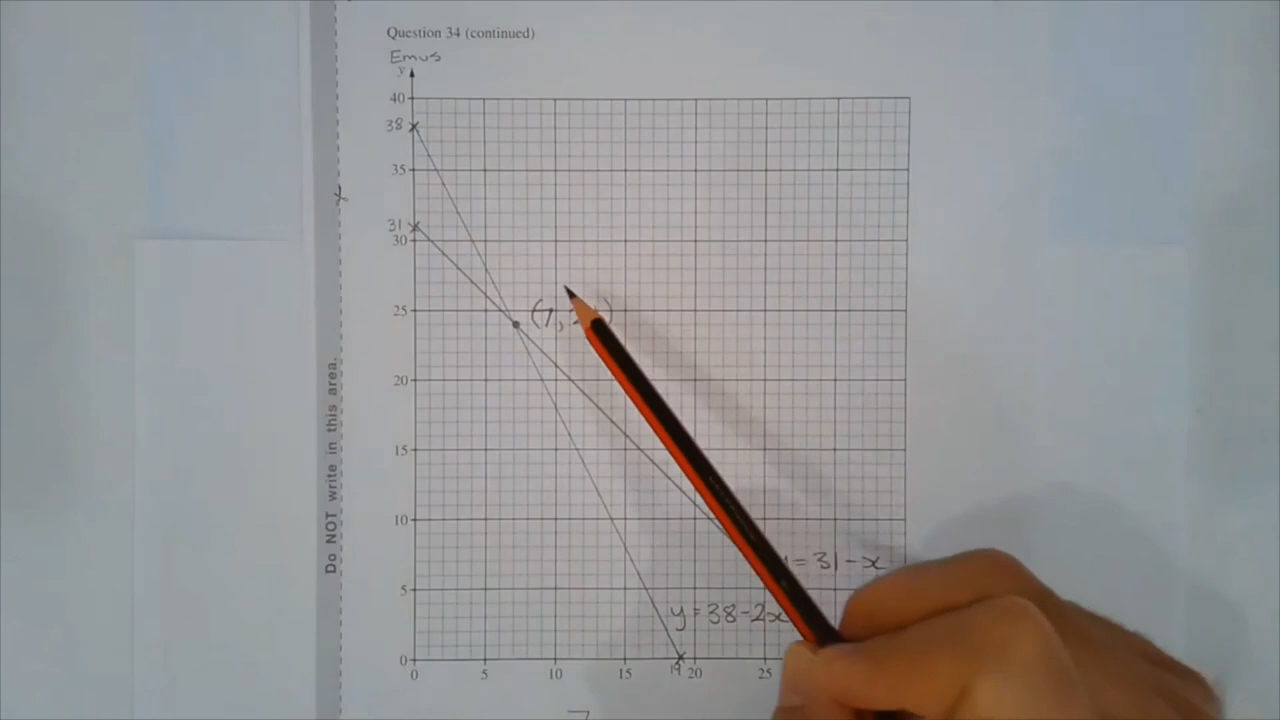 Question 34 (continued)
Emus
y
40
38
35
31
30
25
(7,
20
15
10
y = 31 - x
5
y = 38 - 2x
0
0 5 10 15 19 20 25
Do NOT write in this area.